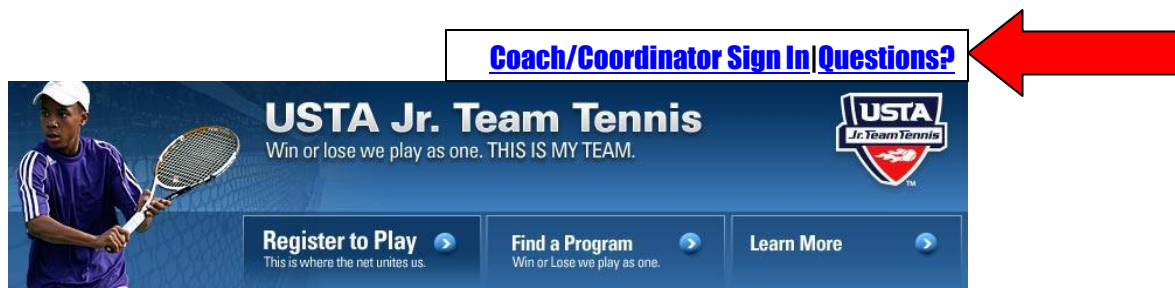 Coach/Coordinator Sign In|Questions?
USTA Jr. Team Tennis
Win or lose we play as one. THIS IS MY TEAM.
USTA
Jr.TeamTennis
TM
Register to Play
This is where the net unites us.
Find a Program
Win or Lose we play as one.
Learn More